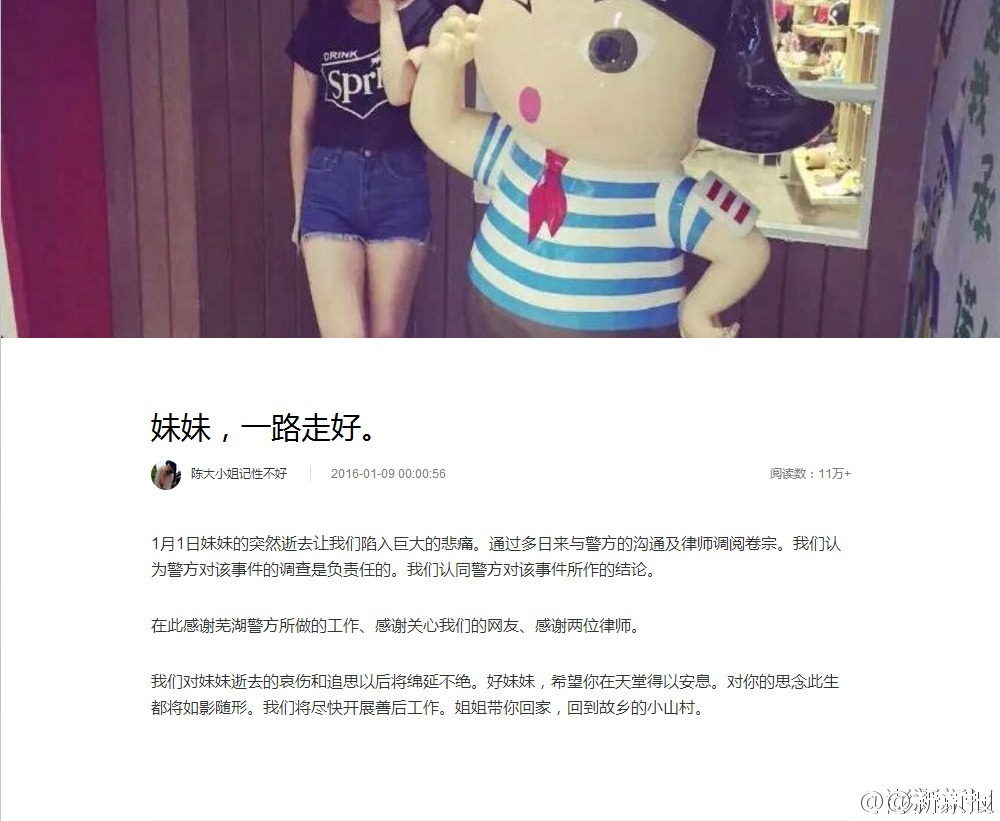 DRINK
Spri
我
承
诺
妹妹，一路走好。
陈大小姐记性不好
2016-01-09 00:00:56
阅读数：11万+
1月1日妹妹的突然逝去让我们陷入巨大的悲痛。通过多日来与警方的沟通及律师调阅卷宗。我们认
为警方对该事件的调查是负责任的。我们认同警方对该事件所作的结论。
在此感谢芜湖警方所做的工作、感谢关心我们的网友、感谢两位律师。
我们对妹妹逝去的哀伤和追思以后将绵延不绝。好妹妹，希望你在天堂得以安息。对你的思念此生
都将如影随形。我们将尽快开展善后工作。姐姐带你回家，回到故乡的小山村。
@新京报